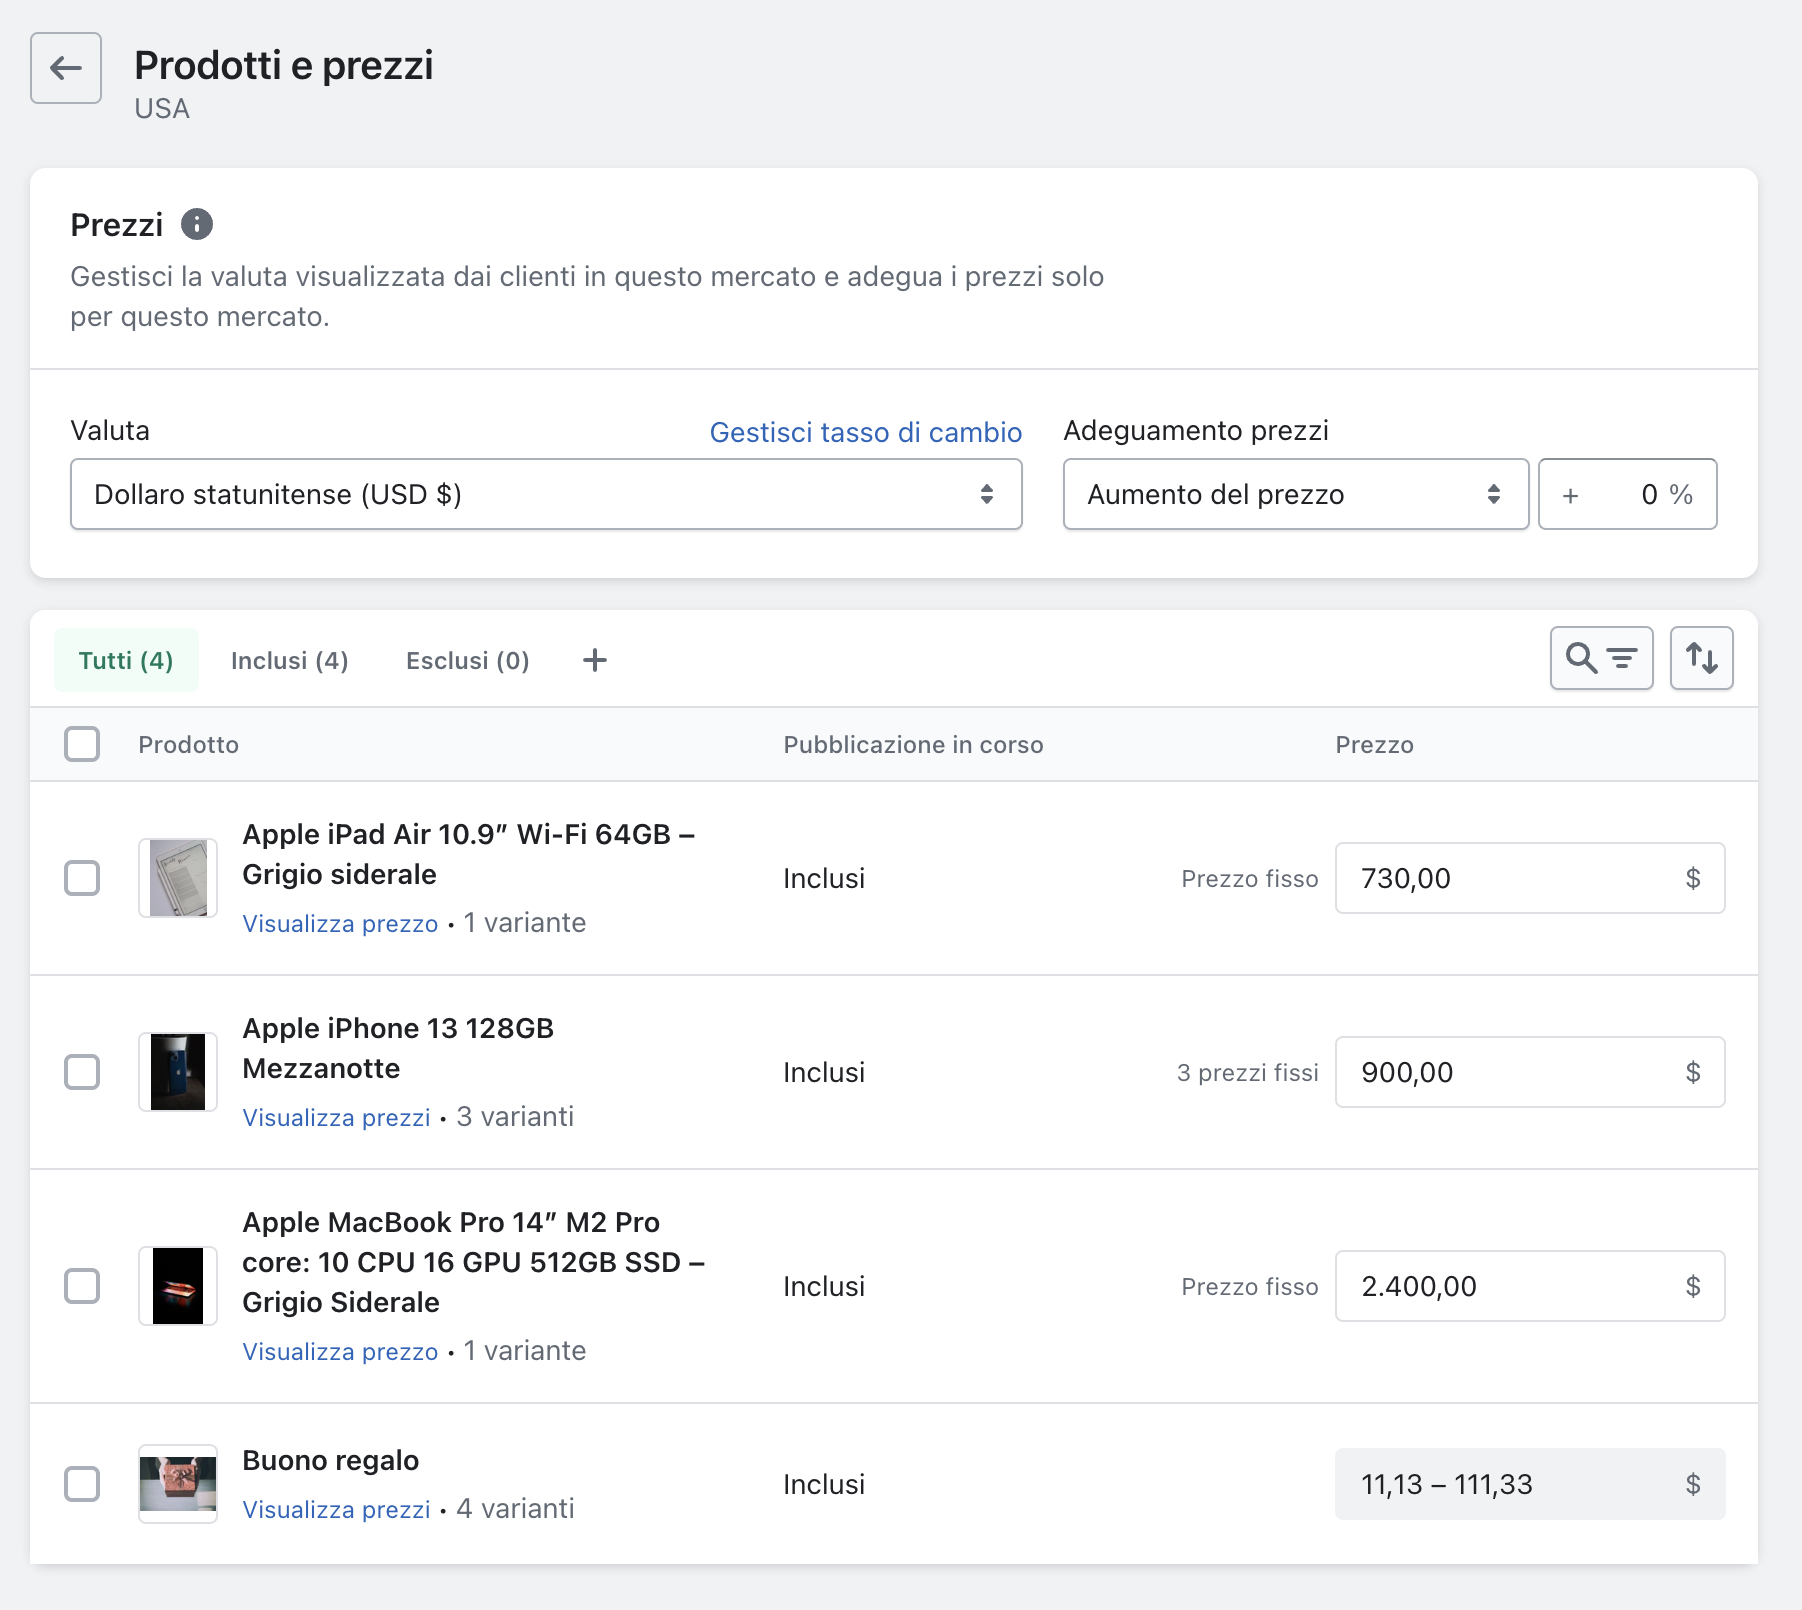 Prodotti e prezzi
USA
Prezzi
Gestisci la valuta visualizzata dai clienti in questo mercato e adegua i prezzi solo
per questo mercato.
Valuta
Gestisci tasso di cambio
Adeguamento prezzi
Dollaro statunitense (USD $)
Aumento del prezzo
+ 0 %
Tutti (4)
Inclusi (4)
Esclusi (0)
+
Prodotto
Pubblicazione in corso
Prezzo
Apple iPad Air 10.9” Wi-Fi 64GB –
Grigio siderale
Visualizza prezzo • 1 variante
Inclusi
Prezzo fisso
730,00 $
Apple iPhone 13 128GB
Mezzanotte
Visualizza prezzi • 3 varianti
Inclusi
3 prezzi fissi
900,00 $
Apple MacBook Pro 14” M2 Pro
core: 10 CPU 16 GPU 512GB SSD –
Grigio Siderale
Visualizza prezzo • 1 variante
Inclusi
Prezzo fisso
2.400,00 $
Buono regalo
Visualizza prezzi • 4 varianti
Inclusi
11,13 – 111,33 $